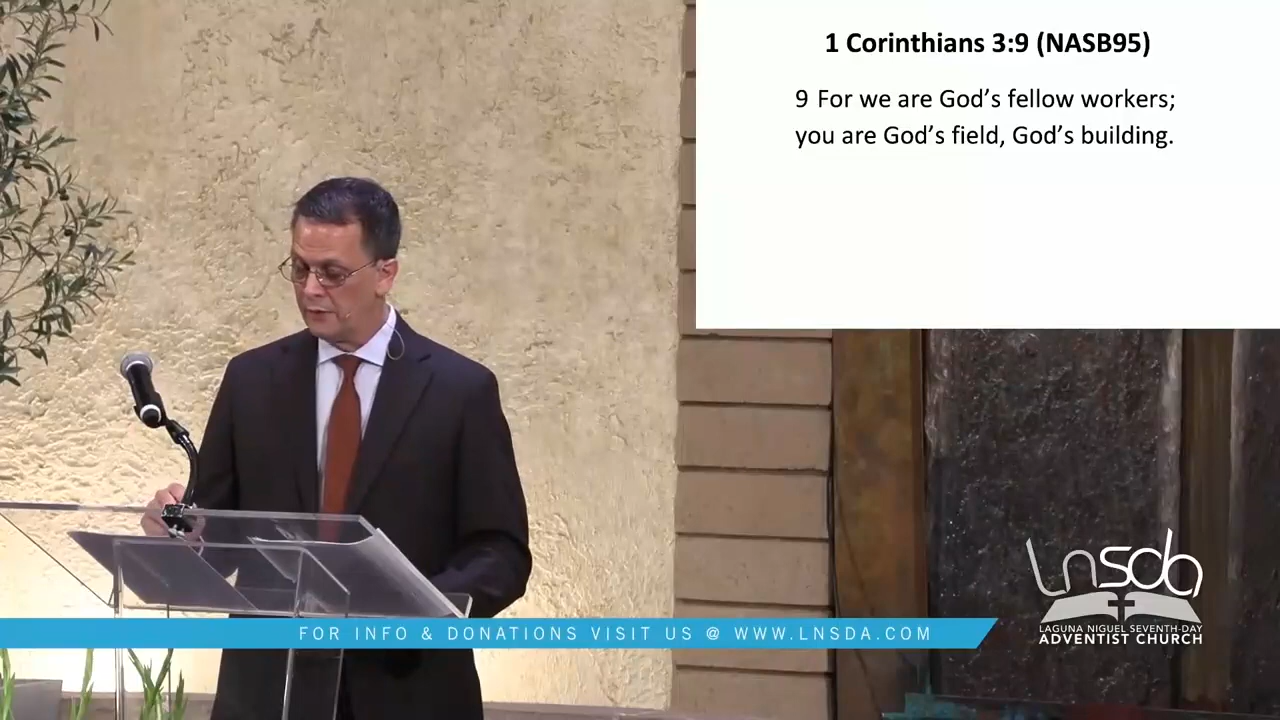 1 Corinthians 3:9 (NASB95)
9 For we are God's fellow workers;
you are God's field, God's building.
lnsda
LAGUNA NIGUEL SEVENTH-DAY
ADVENTIST CHURCH
FOR INFO & DONATIONS VISIT US @ WWW.LNSDA.COM